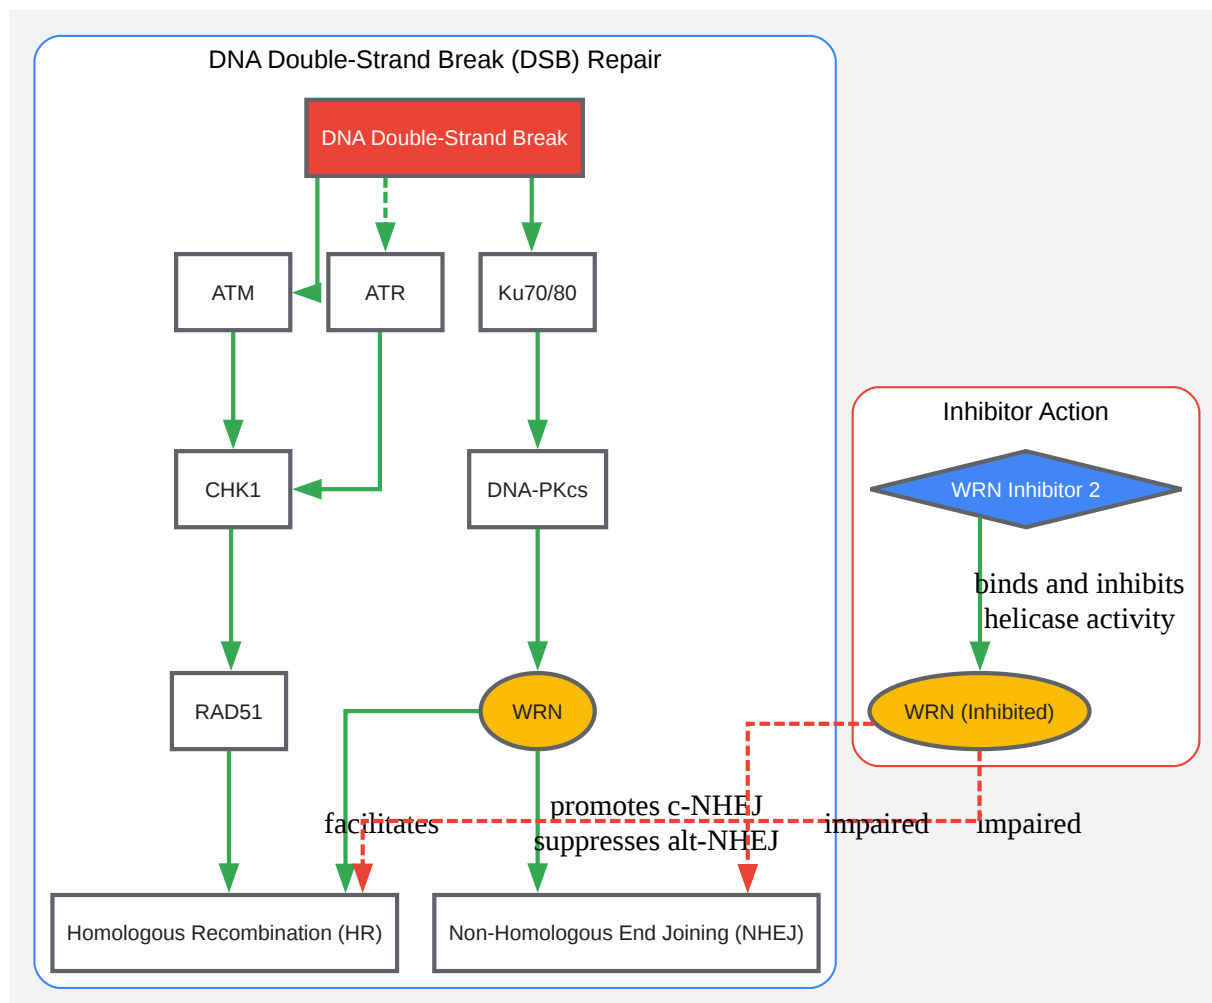 DNA Double-Strand Break (DSB) Repair
DNA Double-Strand Break
ATM
ATR
Ku70/80
Inhibitor Action
CHK1
DNA-PKcs
WRN Inhibitor 2
binds and inhibits
helicase activity
RAD51
WRN
WRN (Inhibited)
facilitates
promotes c-NHEJ
suppresses alt-NHEJ
impaired
impaired
Homologous Recombination (HR)
Non-Homologous End Joining (NHEJ)